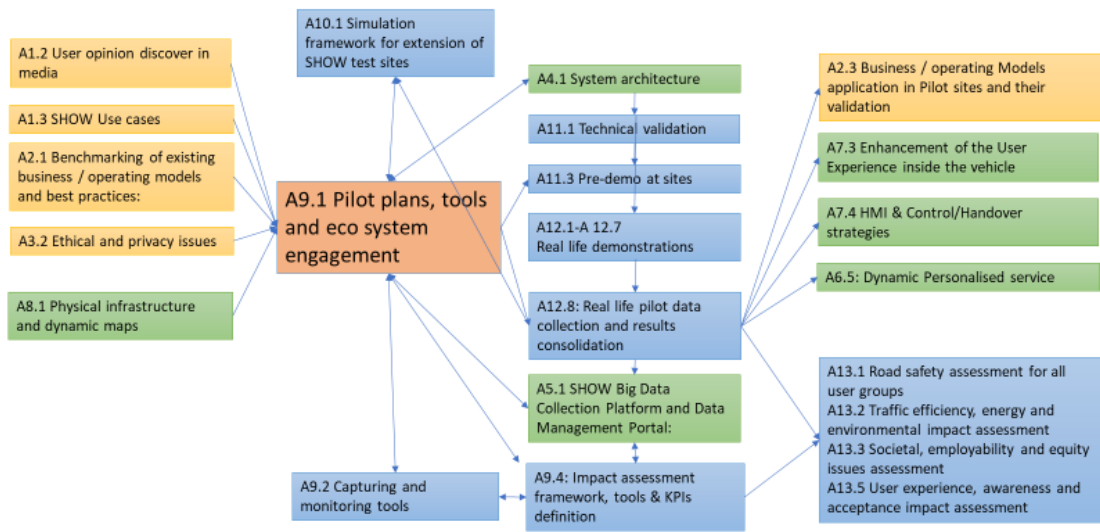 A1.2 User opinion discover in
media
A1.3 SHOW Use cases
A2.1 Benchmarking of existing
business / operating models
and best practices:
A3.2 Ethical and privacy issues
A8.1 Physical infrastructure
and dynamic maps
A10.1 Simulation
framework for extension of
SHOW test sites
A9.1 Pilot plans, tools
and eco system
engagement
A9.2 Capturing and
monitoring tools
A4.1 System architecture
A11.1 Technical validation
A11.3 Pre-demo at sites
A12.1-A 12.7
Real life demonstrations
A12.8: Real life pilot data
collection and results
consolidation
A5.1 SHOW Big Data
Collection Platform and Data
Management Portal:
A9.4: Impact assessment
framework, tools & KPIs
definition
A2.3 Business / operating Models
application in Pilot sites and their
validation
A7.3 Enhancement of the User
Experience inside the vehicle
A7.4 HMI & Control/Handover
strategies
A6.5: Dynamic Personalised service
A13.1 Road safety assessment for all
user groups
A13.2 Traffic efficiency, energy and
environmental impact assessment
A13.3 Societal, employability and equity
issues assessment
A13.5 User experience, awareness and
acceptance impact assessment